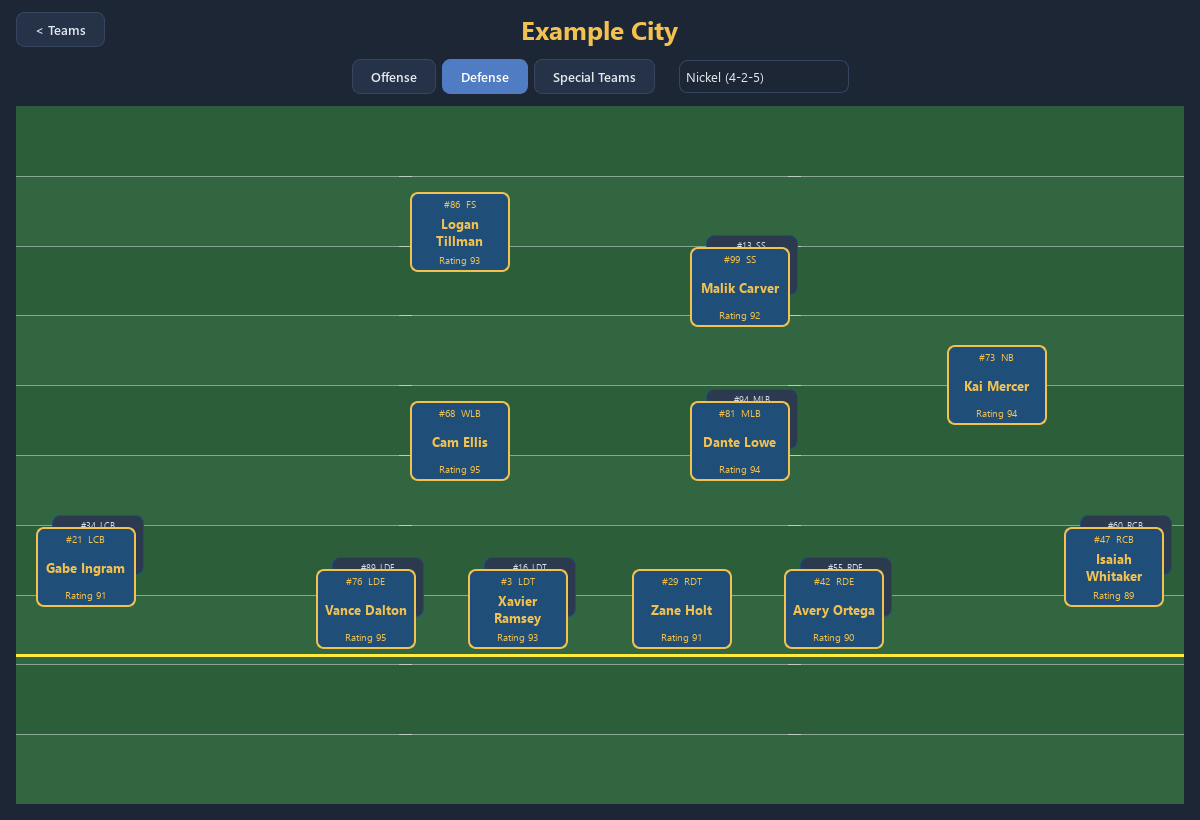 < Teams
Example City
Offense
Defense
Special Teams
Nickel (4-2-5)
#86 FS
Logan
Tillman
Rating 93
#13 SS
#99 SS
Malik Carver
Rating 92
#73 NB
Kai Mercer
Rating 94
#68 WLB
Cam Ellis
Rating 95
#94 MLB
#81 MLB
Dante Lowe
Rating 94
#34 LCB
#21 LCB
Gabe Ingram
Rating 91
#60 RCB
#47 RCB
Isaiah
Whitaker
Rating 89
#89 LDE
#76 LDE
Vance Dalton
Rating 95
#16 LDT
#3 LDT
Xavier
Ramsey
Rating 93
#29 RDT
Zane Holt
Rating 91
#55 RDE
#42 RDE
Avery Ortega
Rating 90